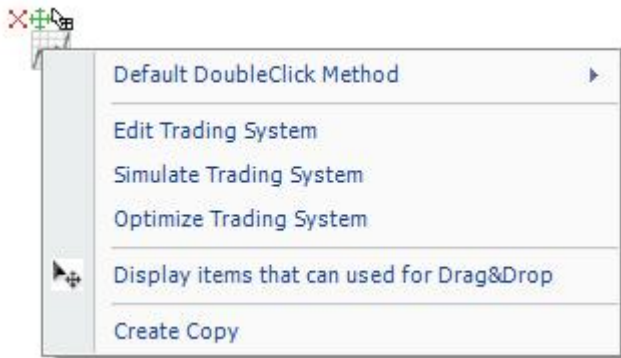 Default DoubleClick Method
Edit Trading System
Simulate Trading System
Optimize Trading System
Display items that can used for Drag&Drop
Create Copy